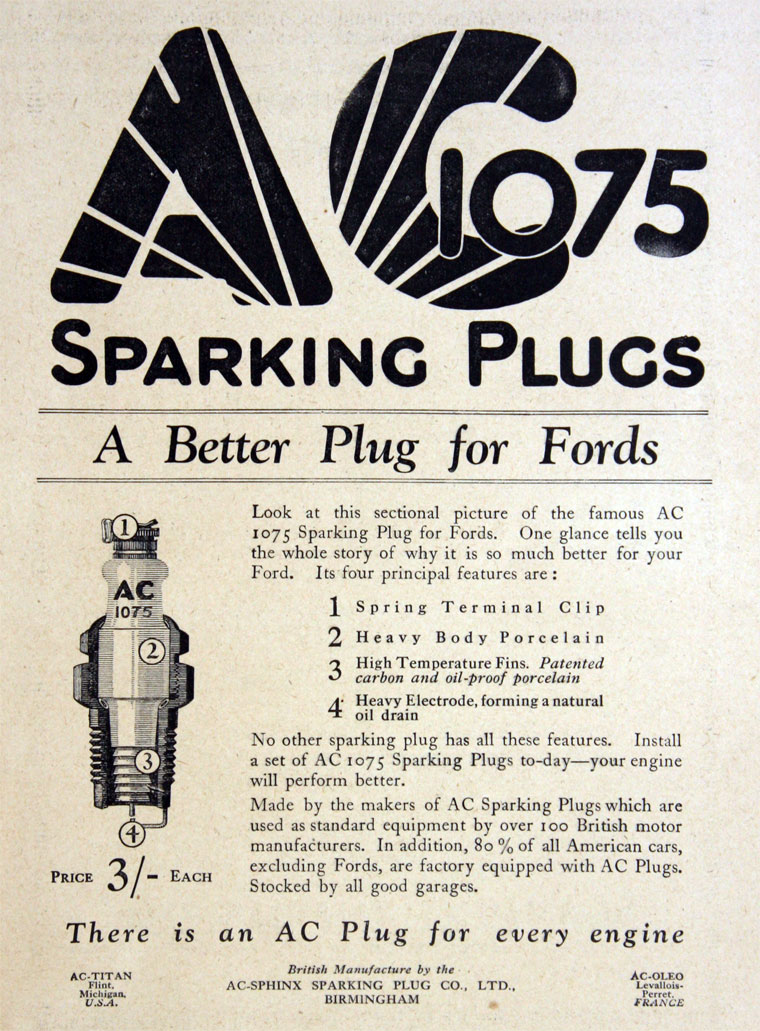 AC 1075
SPARKING PLUGS
A Better Plug for Fords
1
AC
1075
2
3
4
PRICE 3/- EACH
Look at this sectional picture of the famous AC
1075 Sparking Plug for Fords. One glance tells you
the whole story of why it is so much better for your
Ford. Its four principal features are :
1 Spring Terminal Clip
2 Heavy Body Porcelain
3 High Temperature Fins. Patented
carbon and oil-proof porcelain
4 Heavy Electrode, forming a natural
oil drain
No other sparking plug has all these features. Install
a set of AC 1075 Sparking Plugs to-day—your engine
will perform better.
Made by the makers of AC Sparking Plugs which are
used as standard equipment by over 100 British motor
manufacturers. In addition, 80 % of all American cars,
excluding Fords, are factory equipped with AC Plugs.
Stocked by all good garages.
There is an AC Plug for every engine
AC-TITAN
Flint,
Michigan,
U.S.A.
British Manufacture by the
AC-SPHINX SPARKING PLUG CO., LTD.,
BIRMINGHAM
AC-OLEO
Levallois-
Perret,
FRANCE